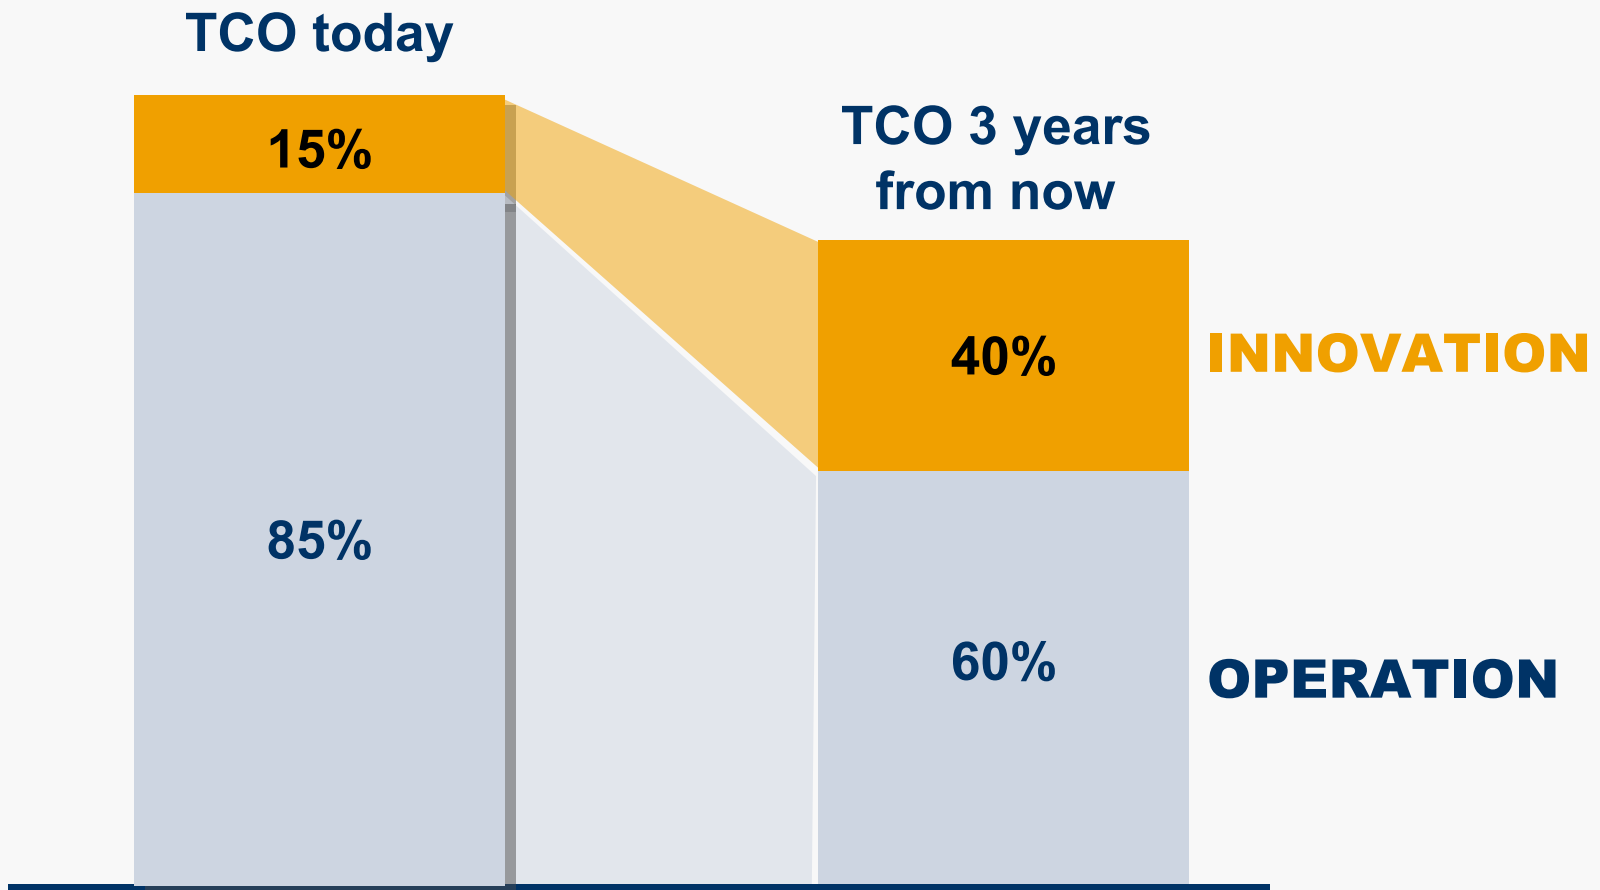 TCO today
15%
85%
TCO 3 years
from now
40%
60%
INNOVATION
OPERATION